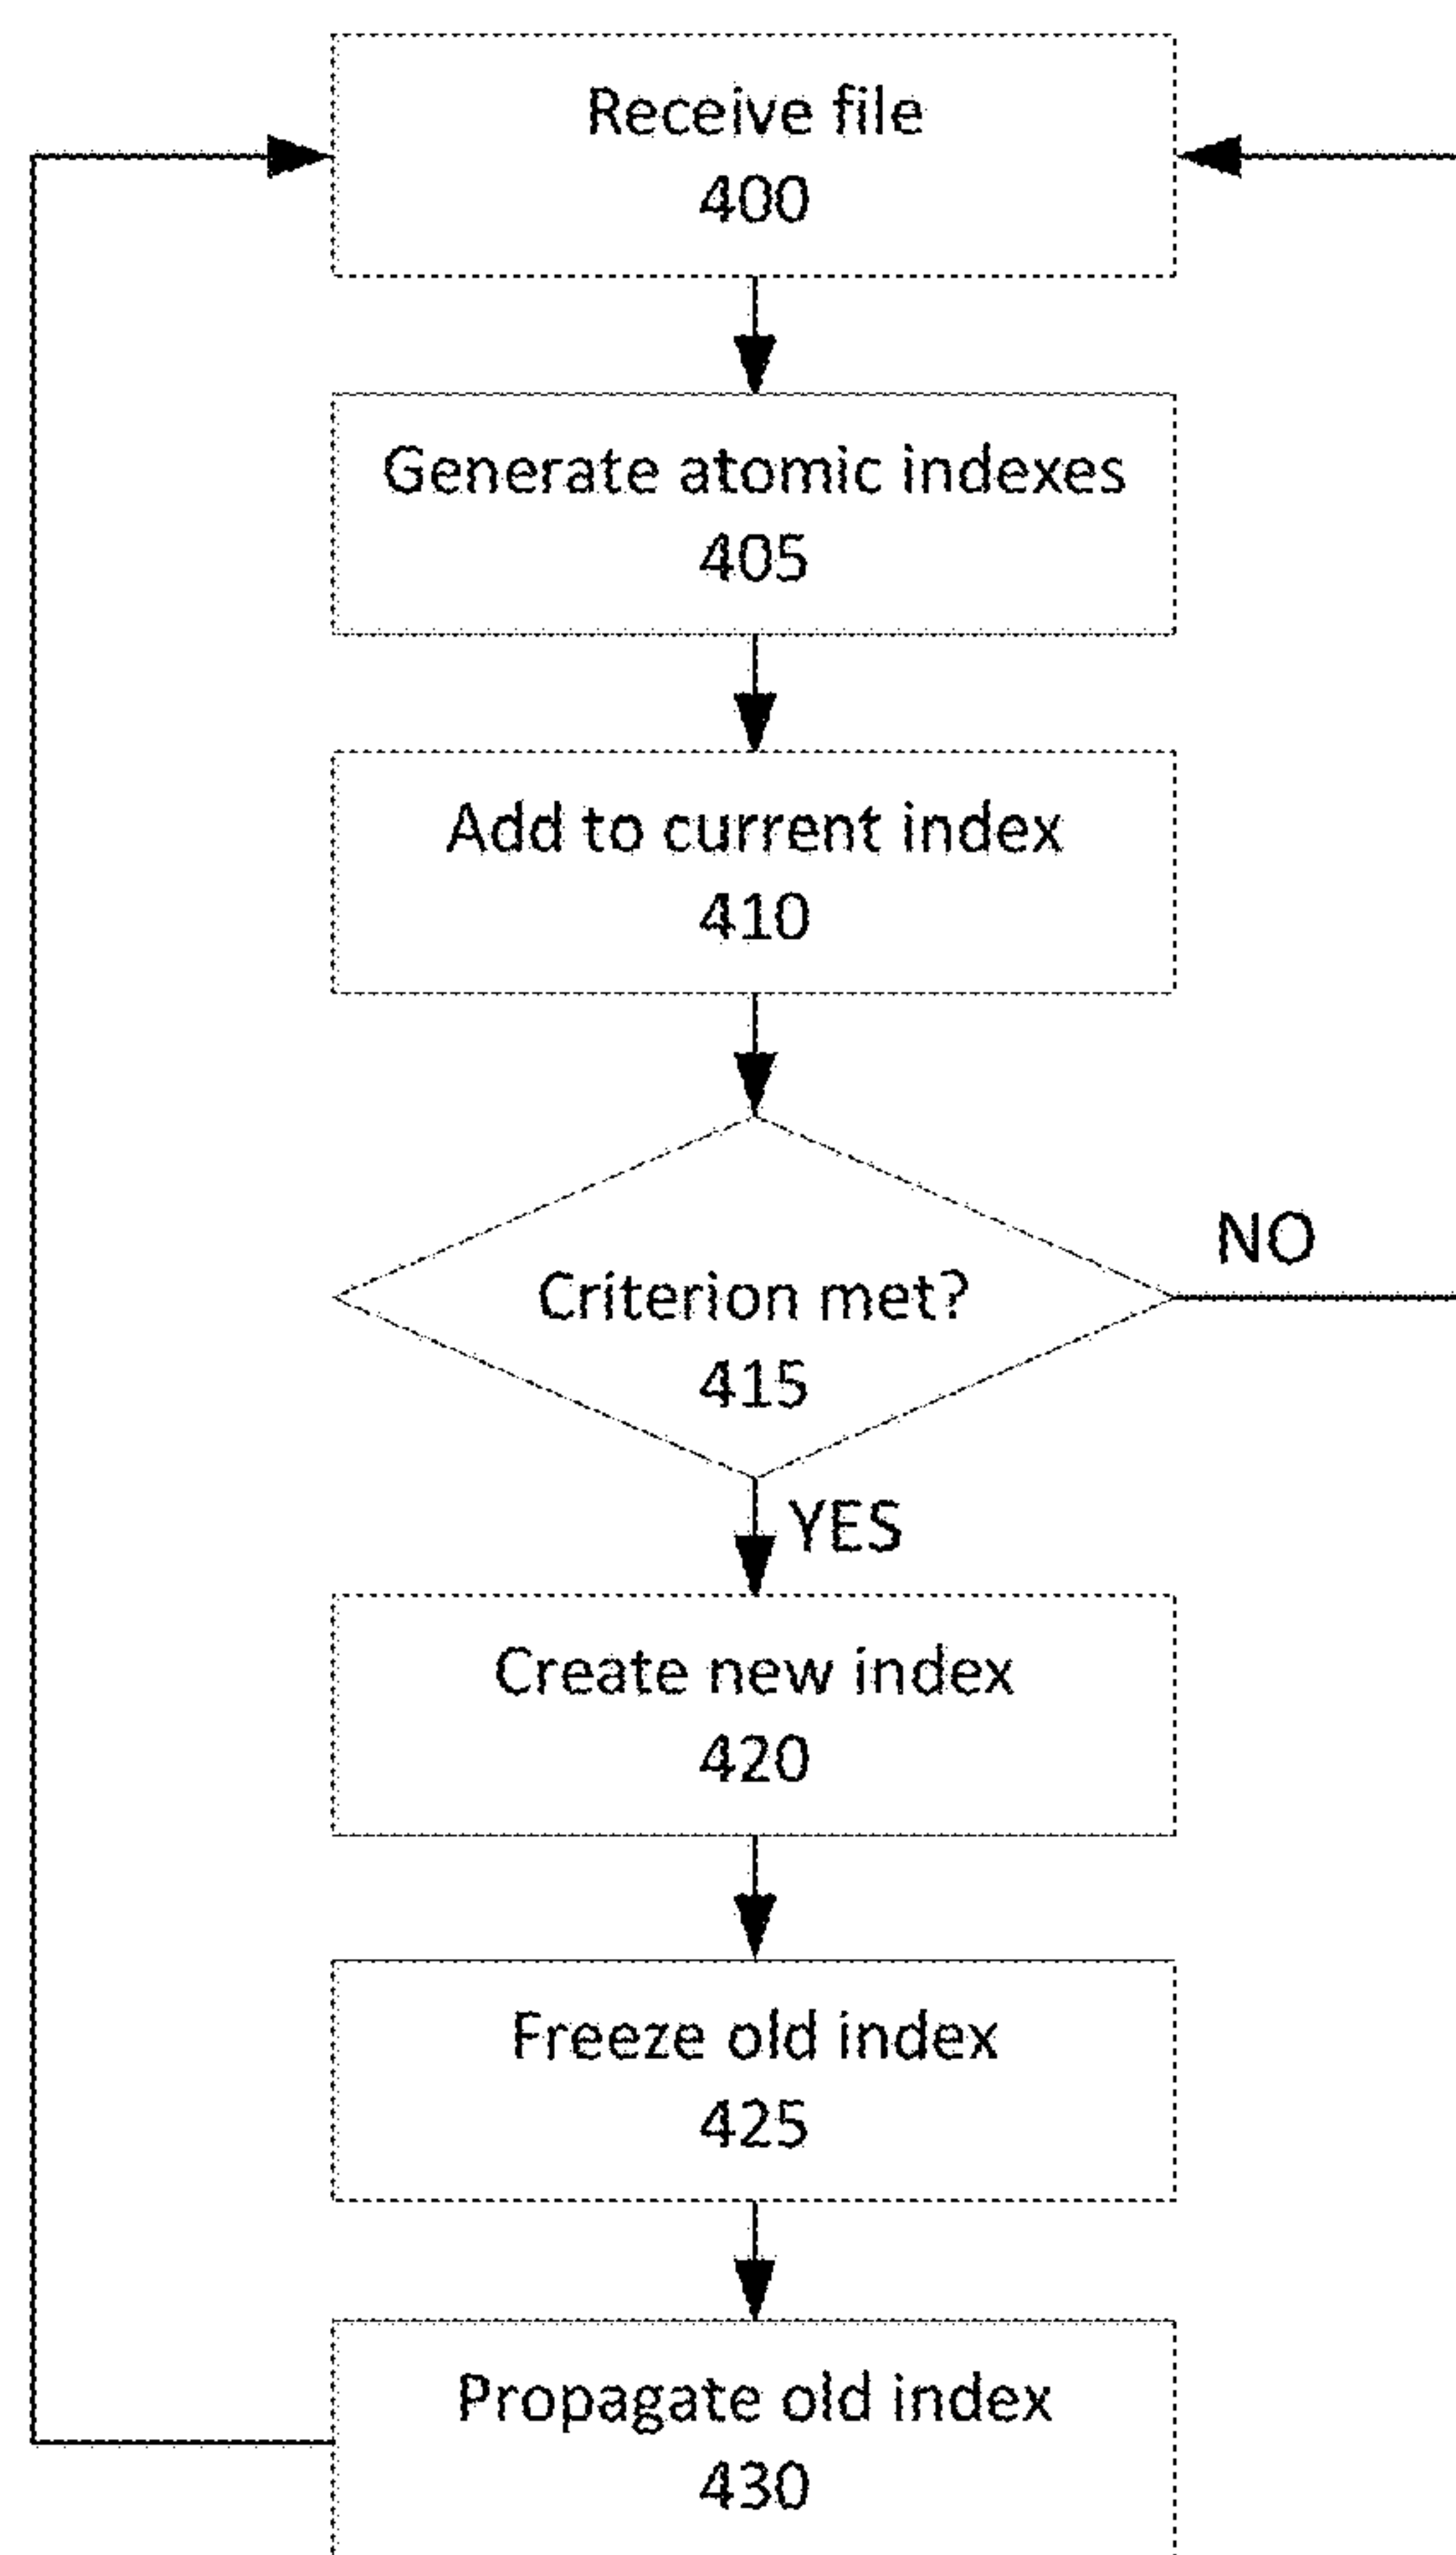 Receive file
400
Generate atomic indexes
405
Add to current index
410
Criterion met?
415
NO
YES
Create new index
420
Freeze old index
425
Propagate old index
430